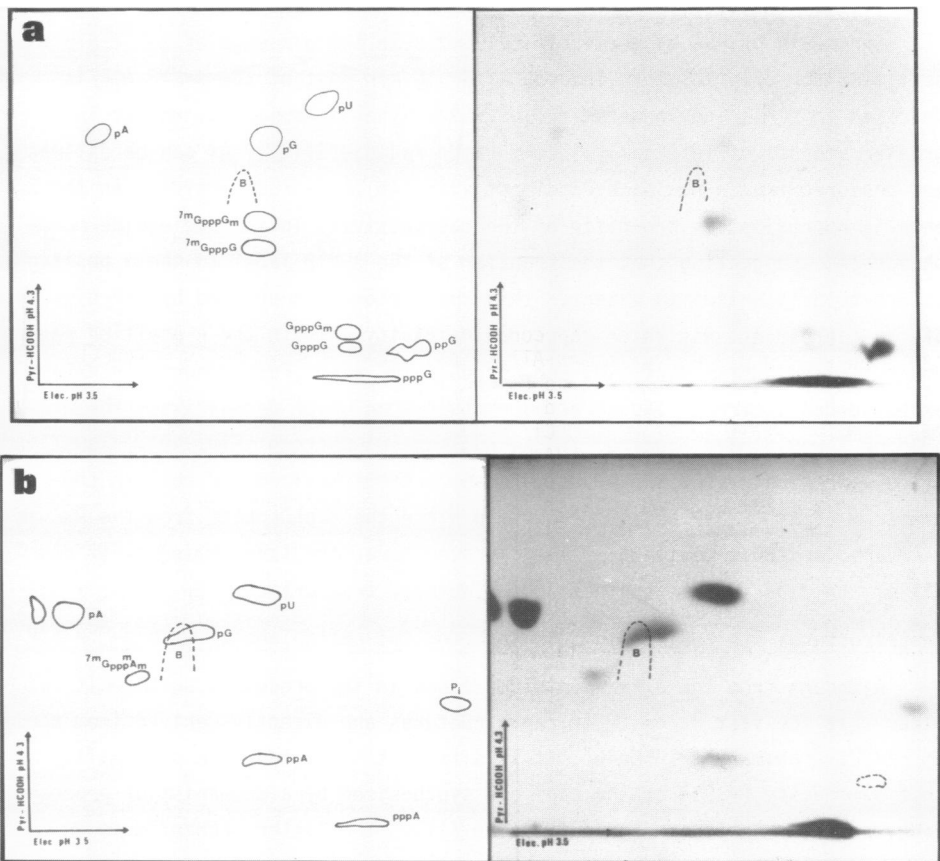 a
pU
pA
pG
B
B
7mGpppGm
7mGpppG
GpppGm
GpppG
ppG
pppG
Pyr-HCOOH pH 4.3
Elec. pH 3.5
Pyr-HCOOH pH 4.3
Elec. pH 3.5
b
pA
pU
pG
B
B
7mGpppAmm
Pi
ppA
pppA
Pyr-HCOOH pH 4.3
Elec pH 3.5
Pyr-HCOOH pH 4.3
Elec. pH 3.5